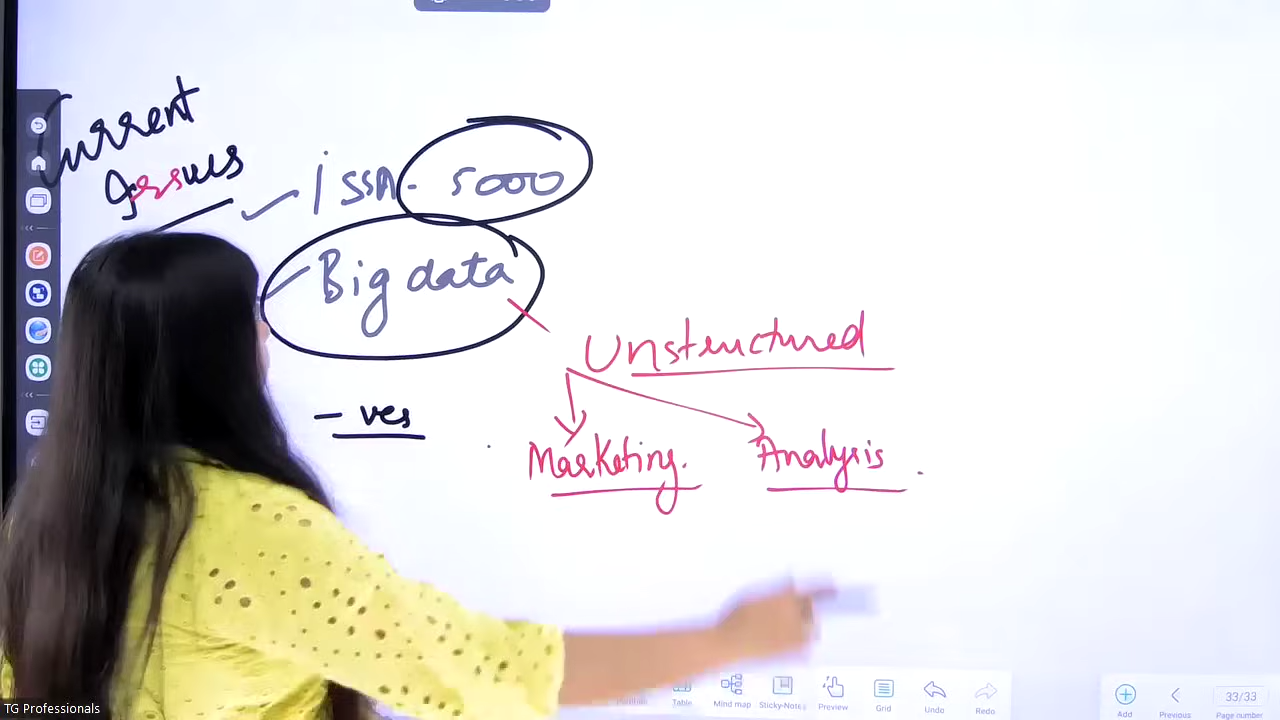 Current
Issues
ISSA- 5000
Big data
Unstructured
- ves
Marketing.
Analysis
TG Professionals
Table
Mind map
Sticky-Notes
Preview
Grid
Undo
Redo
Add
Previous
33/33
Page number